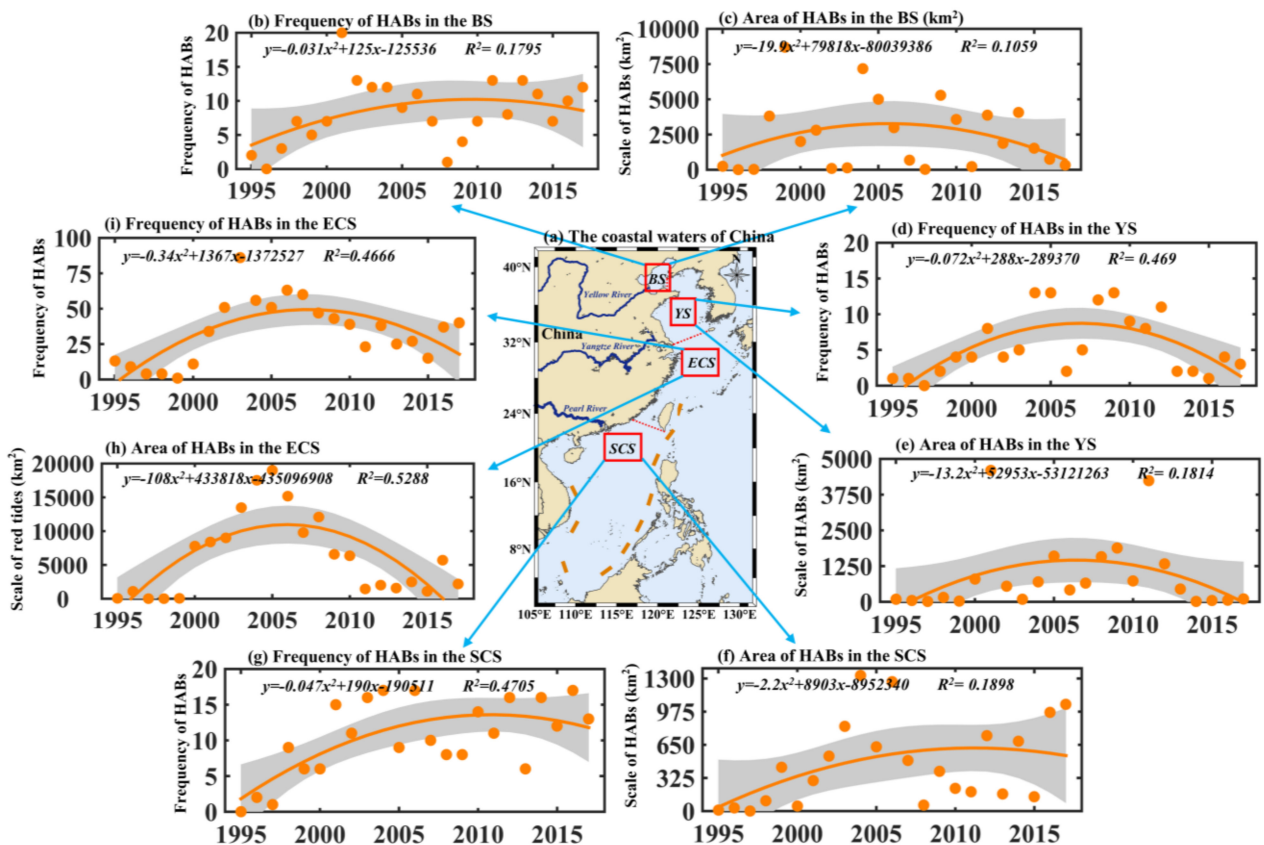 (b) Frequency of HABs in the BS
y=-0.031x²+125x-125536 R²= 0.1795
Frequency of HABs
20
15
10
5
0
1995 2000 2005 2010 2015
(c) Area of HABs in the BS (km²)
y=-19.9x²+79818x-80039386 R²= 0.1059
Scale of HABs (km²)
10000
7500
5000
2500
0
1995 2000 2005 2010 2015
(i) Frequency of HABs in the ECS
y=-0.34x²+1367x-1372527 R²=0.4666
Frequency of HABs
100
75
50
25
0
1995 2000 2005 2010 2015
(a) The coastal waters of China
N
40°N
32°N
24°N
16°N
8°N
105°E 110°E 115°E 120°E 125°E 130°E
BS
Yellow River
YS
China
Yangtze River
ECS
Pearl River
SCS
(d) Frequency of HABs in the YS
y=-0.072x²+288x-289370 R²= 0.469
Frequency of HABs
20
15
10
5
0
1995 2000 2005 2010 2015
(h) Area of HABs in the ECS
y=-108x²+433818x-435096908 R²=0.5288
Scale of red tides (km²)
20000
15000
10000
5000
0
1995 2000 2005 2010 2015
(e) Area of HABs in the YS
y=-13.2x²+52953x-53121263 R²= 0.1814
Scale of HABs (km²)
5000
3750
2500
1250
0
1995 2000 2005 2010 2015
(g) Frequency of HABs in the SCS
y=-0.047x²+190x-190511 R²=0.4705
Frequency of HABs
20
15
10
5
0
1995 2000 2005 2010 2015
(f) Area of HABs in the SCS
y=-2.2x²+8903x-8952340 R²= 0.1898
Scale of HABs (km²)
1300
975
650
325
0
1995 2000 2005 2010 2015